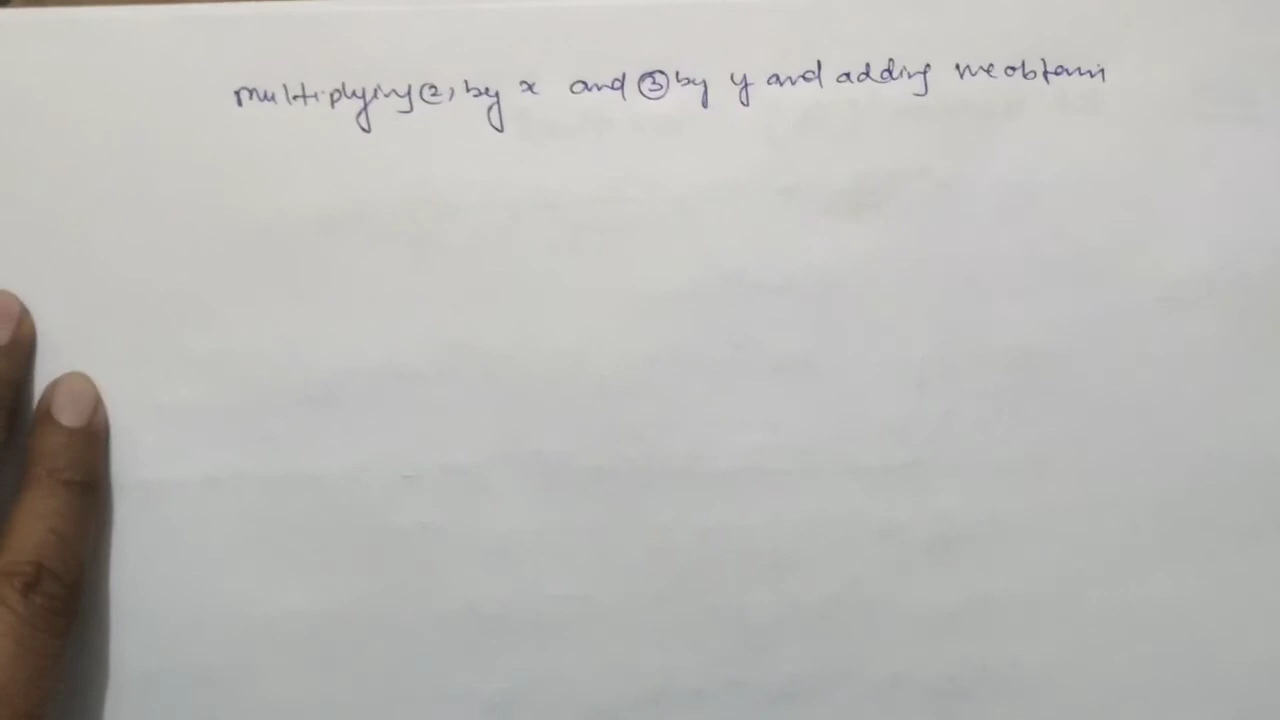 multiplying ② by x and ③ by y and adding we obtain